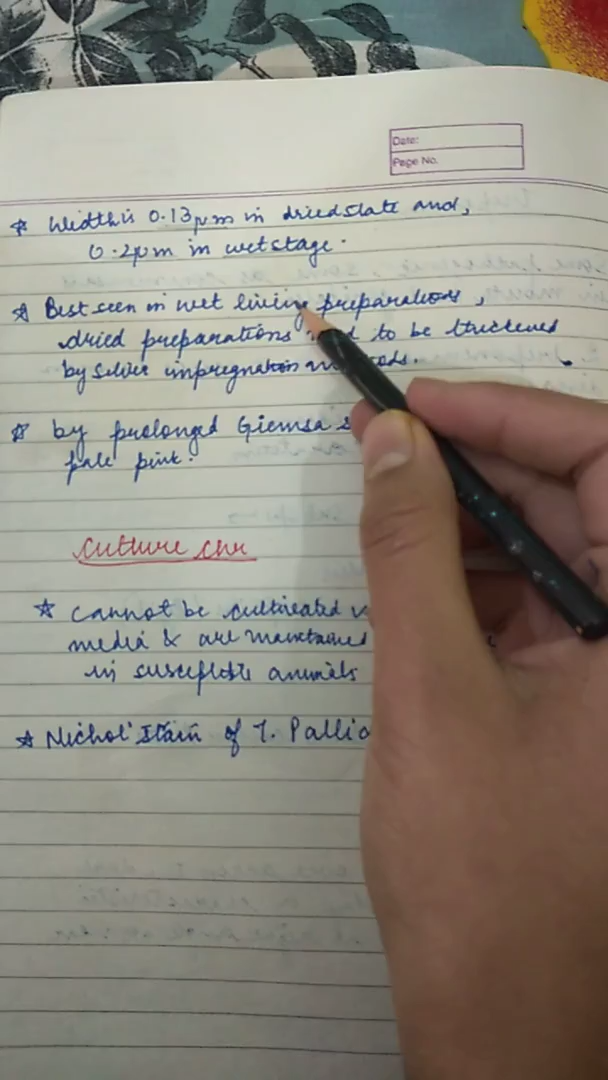 Date:
Page No.
* Width is 0.13μm in dried state and,
0.2μm in wet stage.
* Best seen in wet living preparations,
dried preparations to be thickened
by silver impregnation
* by prolonged Giemsa
pale pink.
Culture
* Cannot be cultivated
media & are maintained
in susceptible animals
* Nichol' Stain of T. Pallid